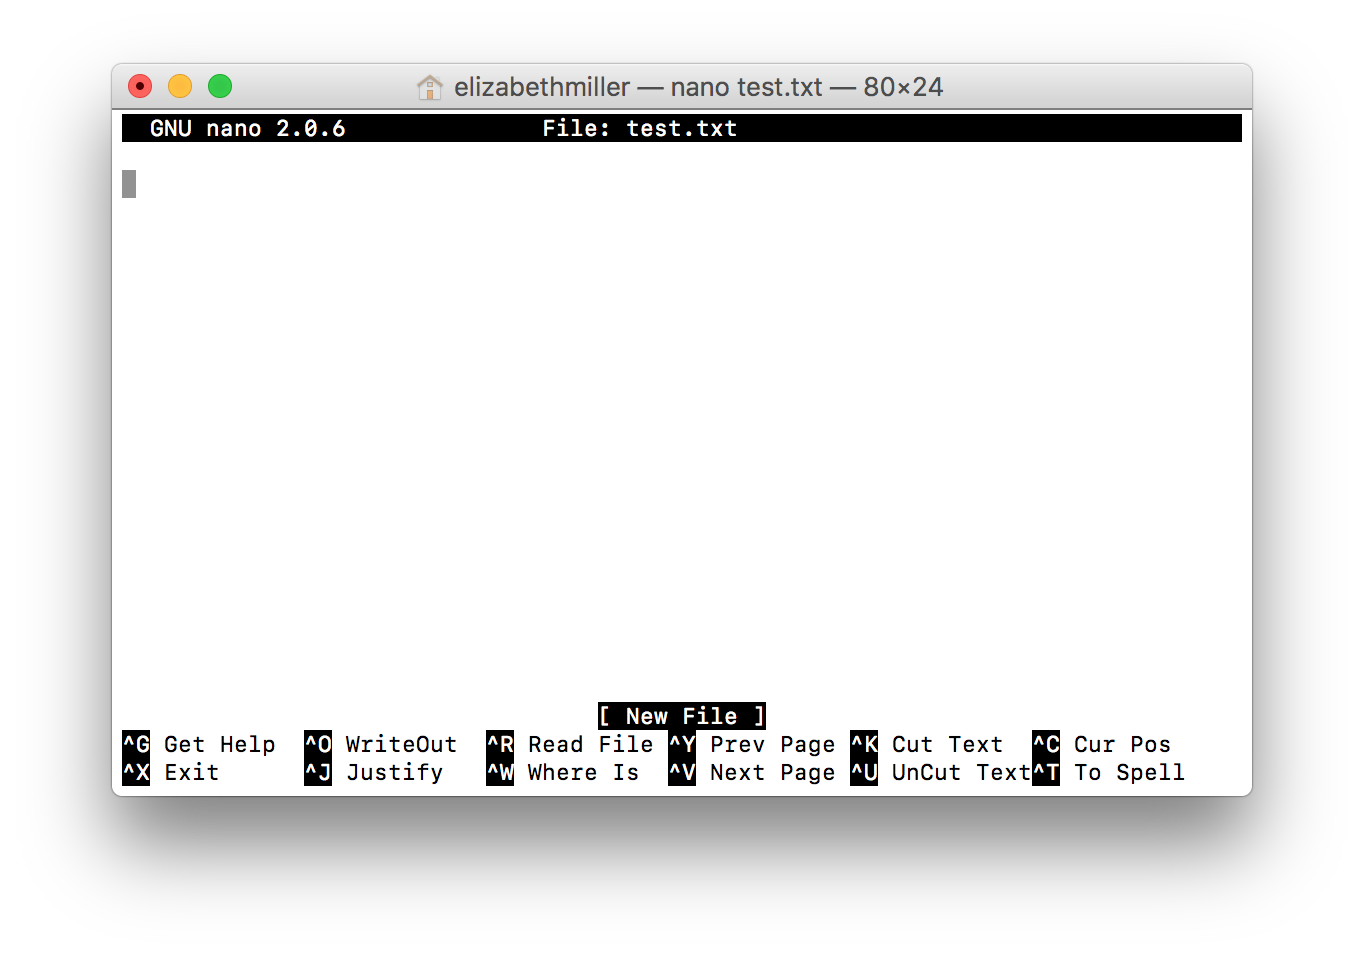 elizabethmiller — nano test.txt — 80×24
GNU nano 2.0.6 File: test.txt
[ New File ]
^G Get Help ^O WriteOut ^R Read File ^Y Prev Page ^K Cut Text ^C Cur Pos
^X Exit ^J Justify ^W Where Is ^V Next Page ^U UnCut Text ^T To Spell